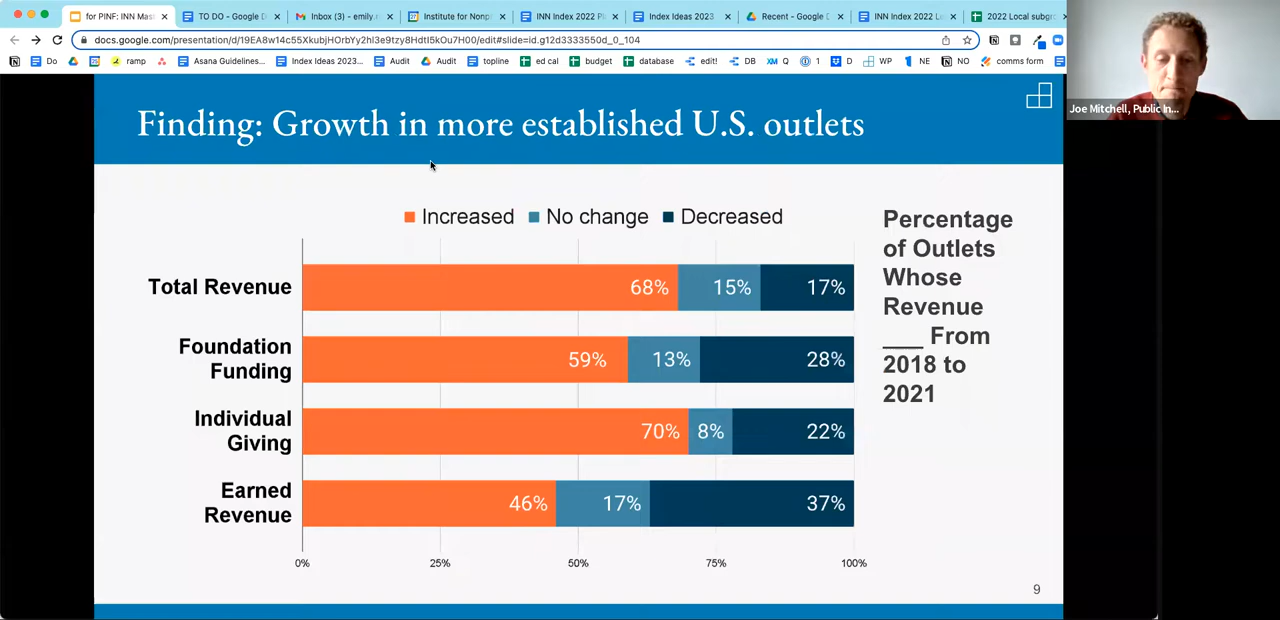 for PINF: INN Mas
TO DO - Google D
Inbox (3) - emily.r
Institute for Nonp
INN Index 2022 Pl
Index Ideas 2023
Recent - Google D
INN Index 2022 Le
2022 Local subgro
docs.google.com/presentation/d/19EA8w14c55XkubjHOrbYy2hl3e9tzy8HdtI5kOu7H00/edit#slide=id.g12d3333550d_0_104
Do
ramp
Asana Guidelines...
Index Ideas 2023...
Audit
Audit
topline
ed cal
budget
database
edit!
DB
Q
1
D
WP
NE
NO
comms form
Joe Mitchell, Public In...
Finding: Growth in more established U.S. outlets
Increased No change Decreased
Total Revenue 68% 15% 17%
Foundation
Funding 59% 13% 28%
Individual
Giving 70% 8% 22%
Earned
Revenue 46% 17% 37%
0% 25% 50% 75% 100%
Percentage
of Outlets
Whose
Revenue
___ From
2018 to
2021
9